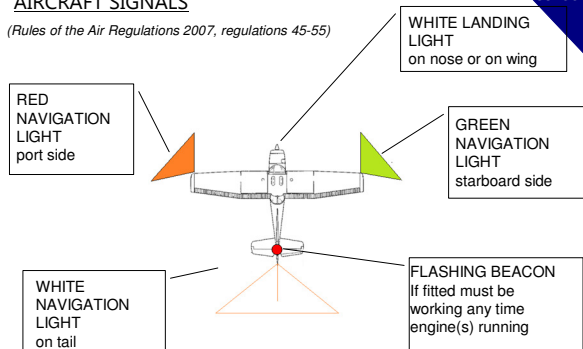 AIRCRAFT SIGNALS
(Rules of the Air Regulations 2007, regulations 45-55)
WHITE LANDING
LIGHT
on nose or on wing
RED
NAVIGATION
LIGHT
port side
GREEN
NAVIGATION
LIGHT
starboard side
WHITE
NAVIGATION
LIGHT
on tail
FLASHING BEACON
If fitted must be
working any time
engine(s) running